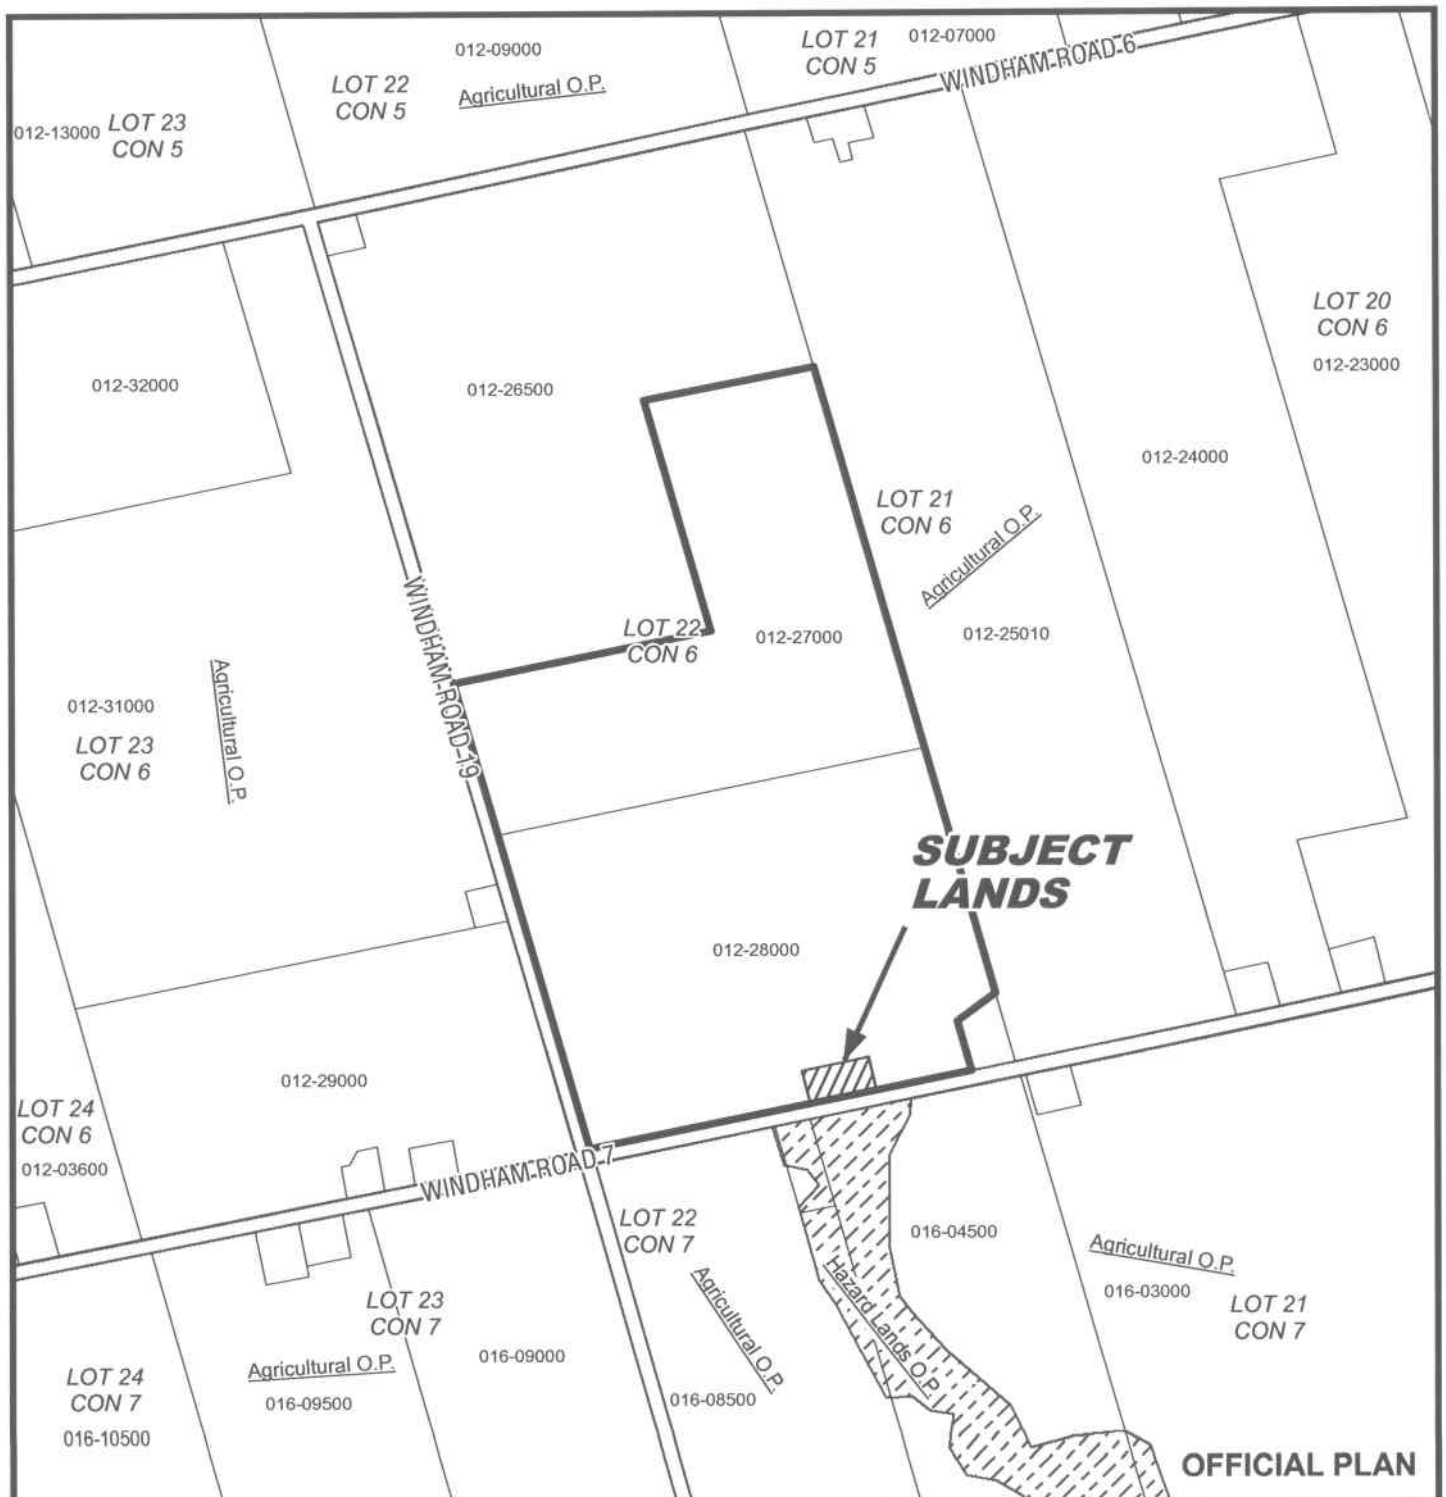 012-09000
LOT 21
CON 5
012-07000
WINDHAM ROAD 6
LOT 22
CON 5
Agricultural O.P.
012-13000
LOT 23
CON 5
LOT 20
CON 6
012-23000
012-32000
012-26500
012-24000
LOT 21
CON 6
Agricultural O.P.
WINDHAM ROAD 19
LOT 22
CON 6
012-27000
012-25010
Agricultural O.P.
012-31000
LOT 23
CON 6
SUBJECT
LANDS
012-28000
012-29000
LOT 24
CON 6
012-03600
WINDHAM ROAD 7
LOT 22
CON 7
016-04500
Agricultural O.P.
016-03000
LOT 21
CON 7
Hazard Lands O.P.
Agricultural O.P.
LOT 23
CON 7
016-09000
Agricultural O.P.
016-09500
016-08500
LOT 24
CON 7
016-10500
OFFICIAL PLAN